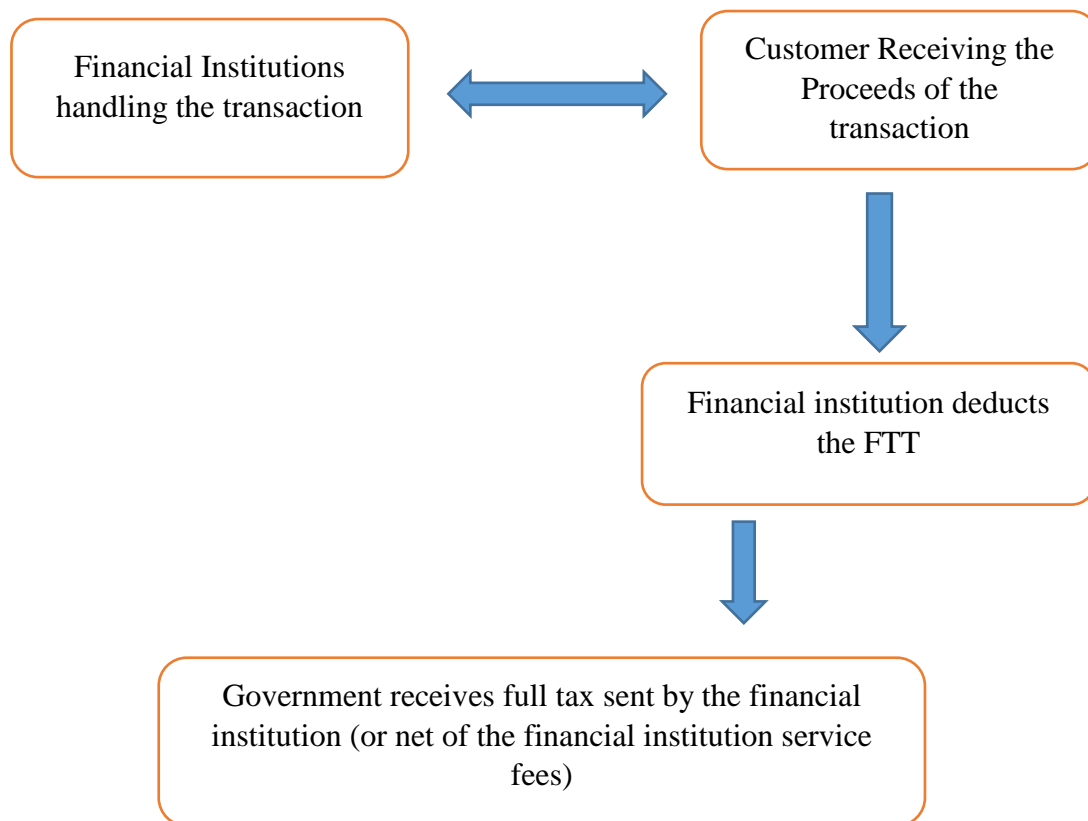 Financial Institutions
handling the transaction
Customer Receiving the
Proceeds of the
transaction
Financial institution deducts
the FTT
Government receives full tax sent by the financial
institution (or net of the financial institution service
fees)